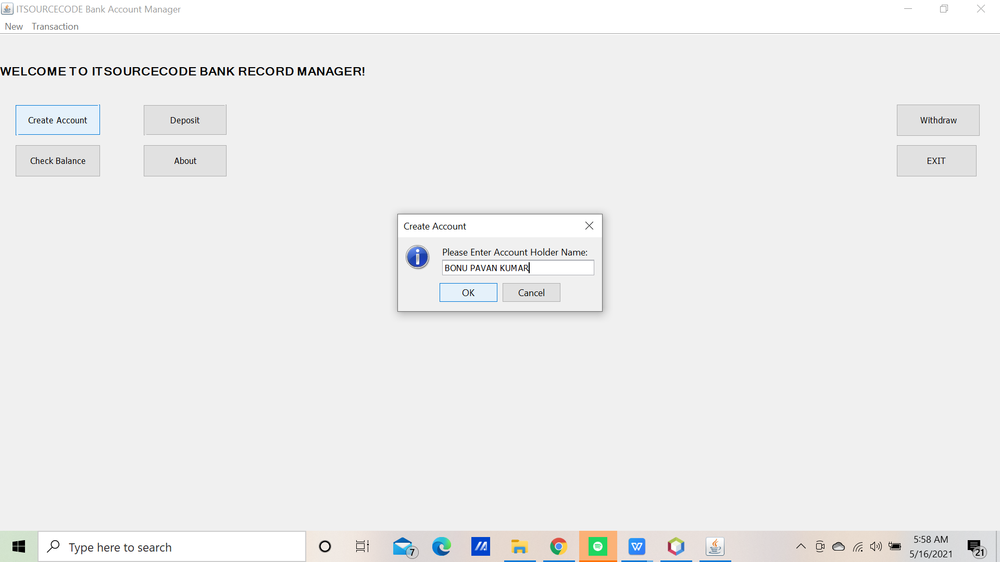 ITSOURCECODE Bank Account Manager
New Transaction
WELCOME TO ITSOURCECODE BANK RECORD MANAGER!
Create Account Deposit Withdraw
Check Balance About EXIT
Create Account
Please Enter Account Holder Name:
BONU PAVAN KUMAR
OK Cancel
Type here to search
7
5:58 AM
5/16/2021
21